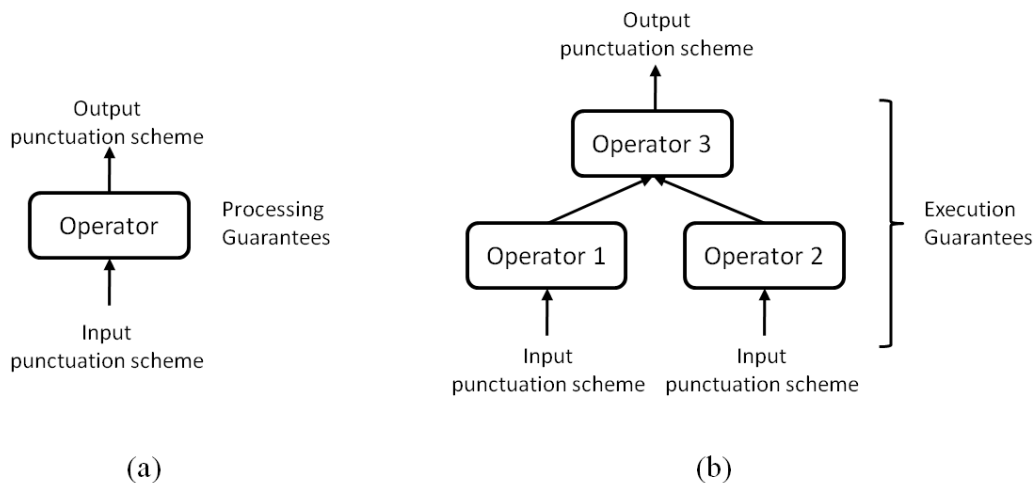 Output
punctuation scheme
Operator
Processing
Guarantees
Input
punctuation scheme
(a)
Output
punctuation scheme
Operator 3
Operator 1
Operator 2
Execution
Guarantees
Input
punctuation scheme
Input
punctuation scheme
(b)